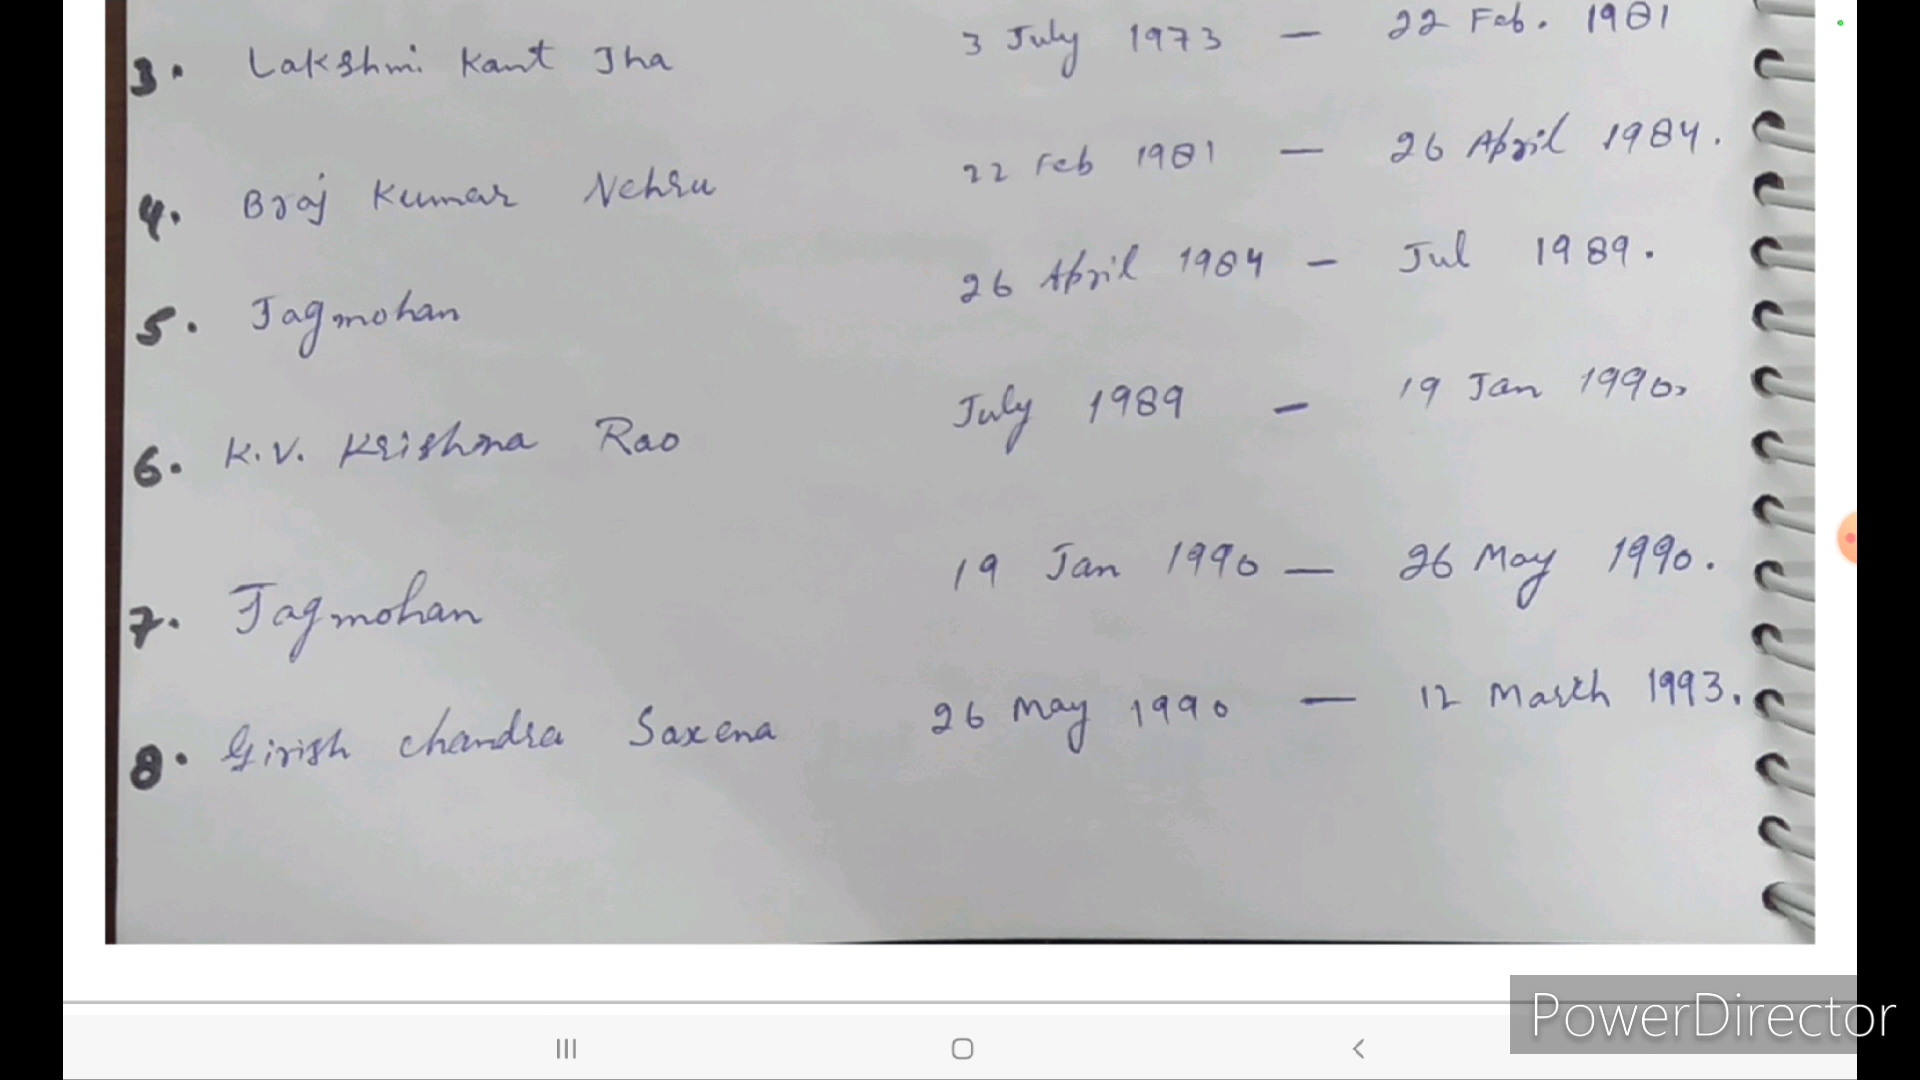 3. Lakshmi Kant Jha 3 July 1973 — 22 Feb. 1981
4. Braj Kumar Nehru 22 Feb 1981 — 26 April 1984.
5. Jagmohan 26 April 1984 — Jul 1989.
6. K.V. Krishna Rao July 1989 — 19 Jan 1990.
7. Jagmohan 19 Jan 1990 — 26 May 1990.
8. Girish Chandra Saxena 26 May 1990 — 12 March 1993.
PowerDirector